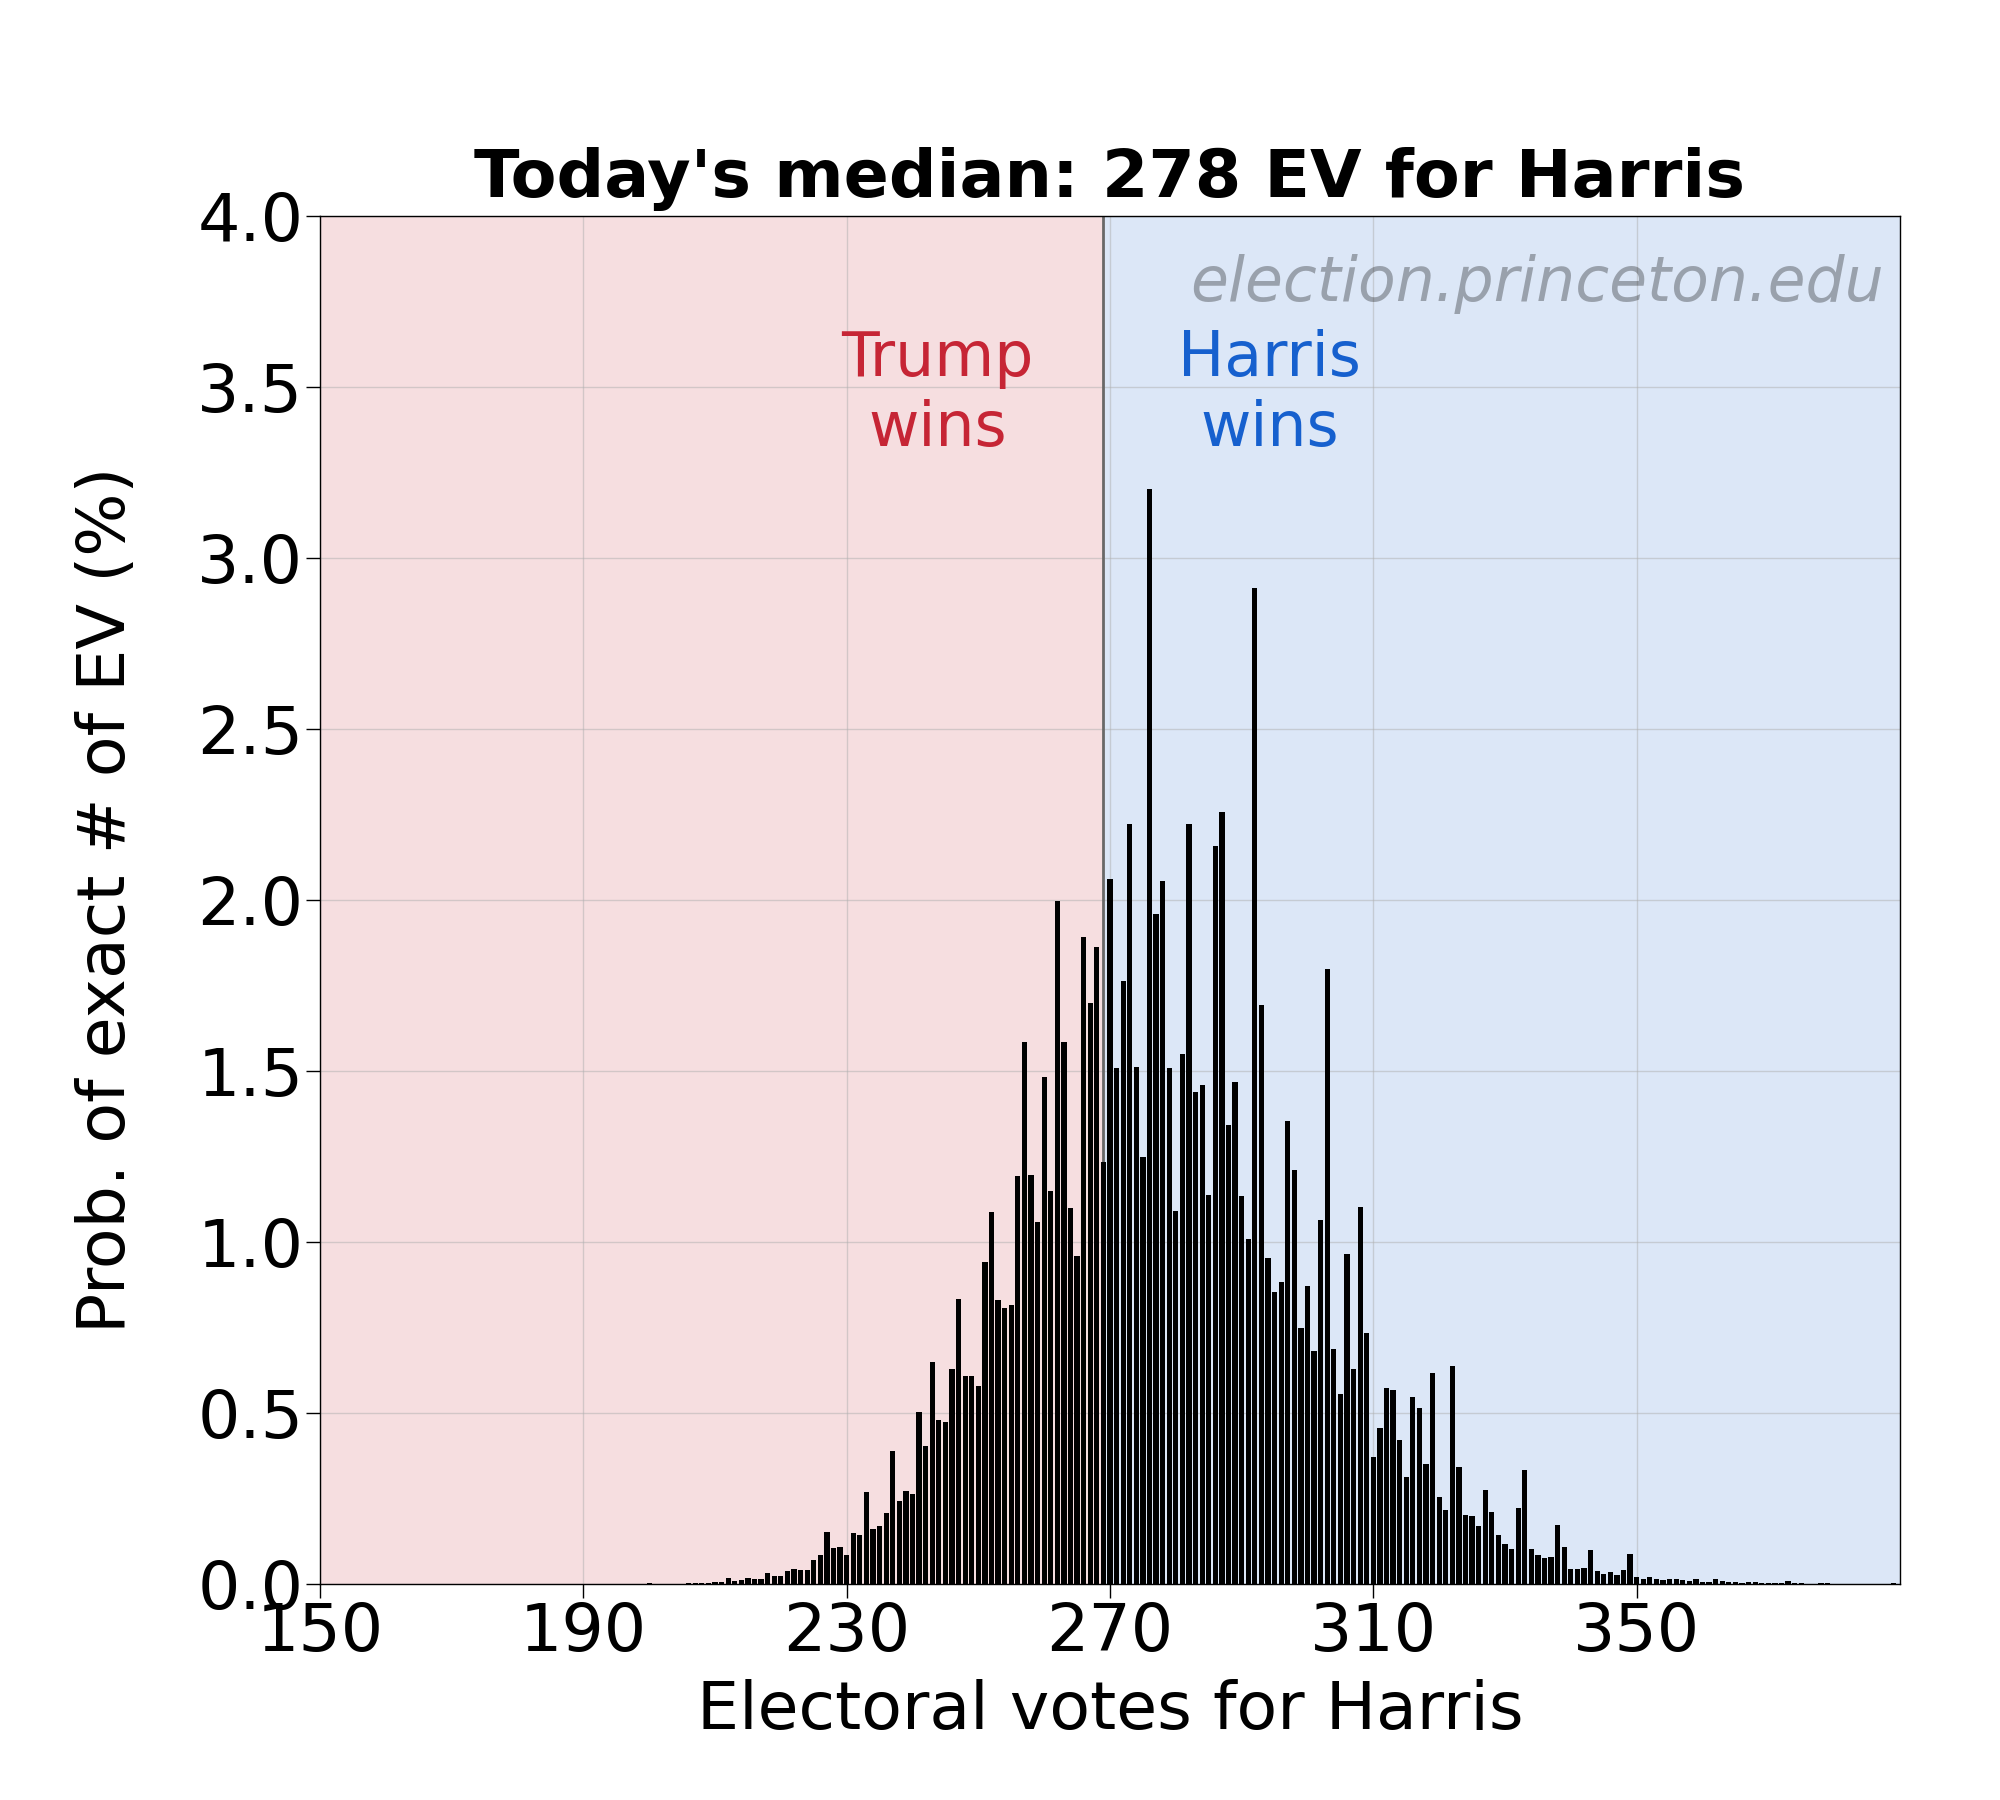 Today's median: 278 EV for Harris
election.princeton.edu
Trump
wins
Harris
wins
Prob. of exact # of EV (%)
4.0
3.5
3.0
2.5
2.0
1.5
1.0
0.5
0.0
150 190 230 270 310 350
Electoral votes for Harris